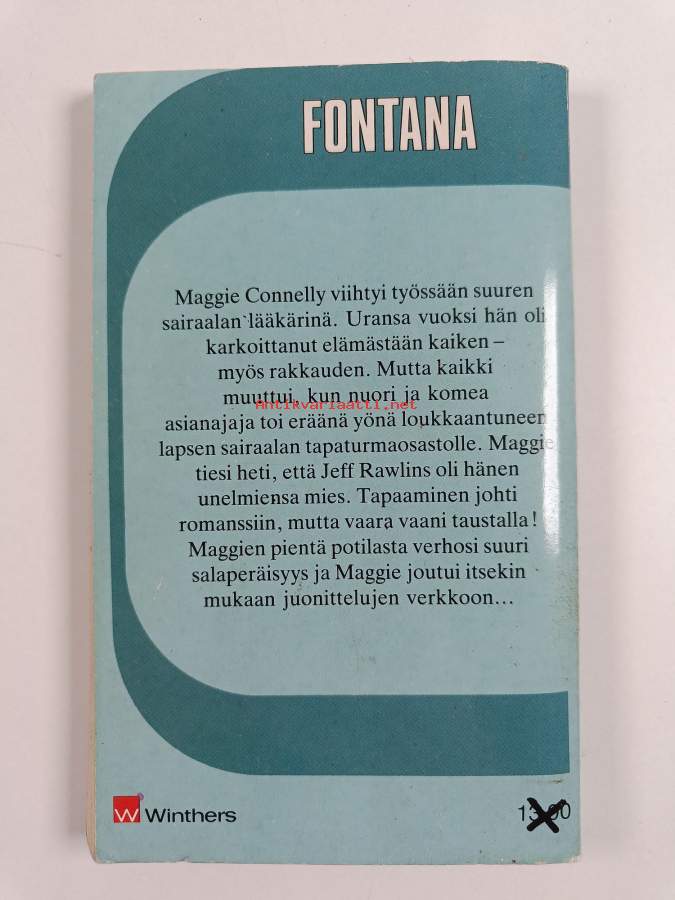 FONTANA
Maggie Connelly viihtyi työssään suuren
sairaalan lääkärinä. Uransa vuoksi hän oli
karkoittanut elämästään kaiken –
myös rakkauden. Mutta kaikki
muuttui, kun nuori ja komea
Antikvariaatti.net
asianajaja toi eräänä yönä loukkaantuneen
lapsen sairaalan tapaturmaosastolle. Maggie
tiesi heti, että Jeff Rawlins oli hänen
unelmiensa mies. Tapaaminen johti
romanssiin, mutta vaara vaani taustalla!
Maggien pientä potilasta verhosi suuri
salaperäisyys ja Maggie joutui itsekin
mukaan juonittelujen verkkoon...
W Winthers